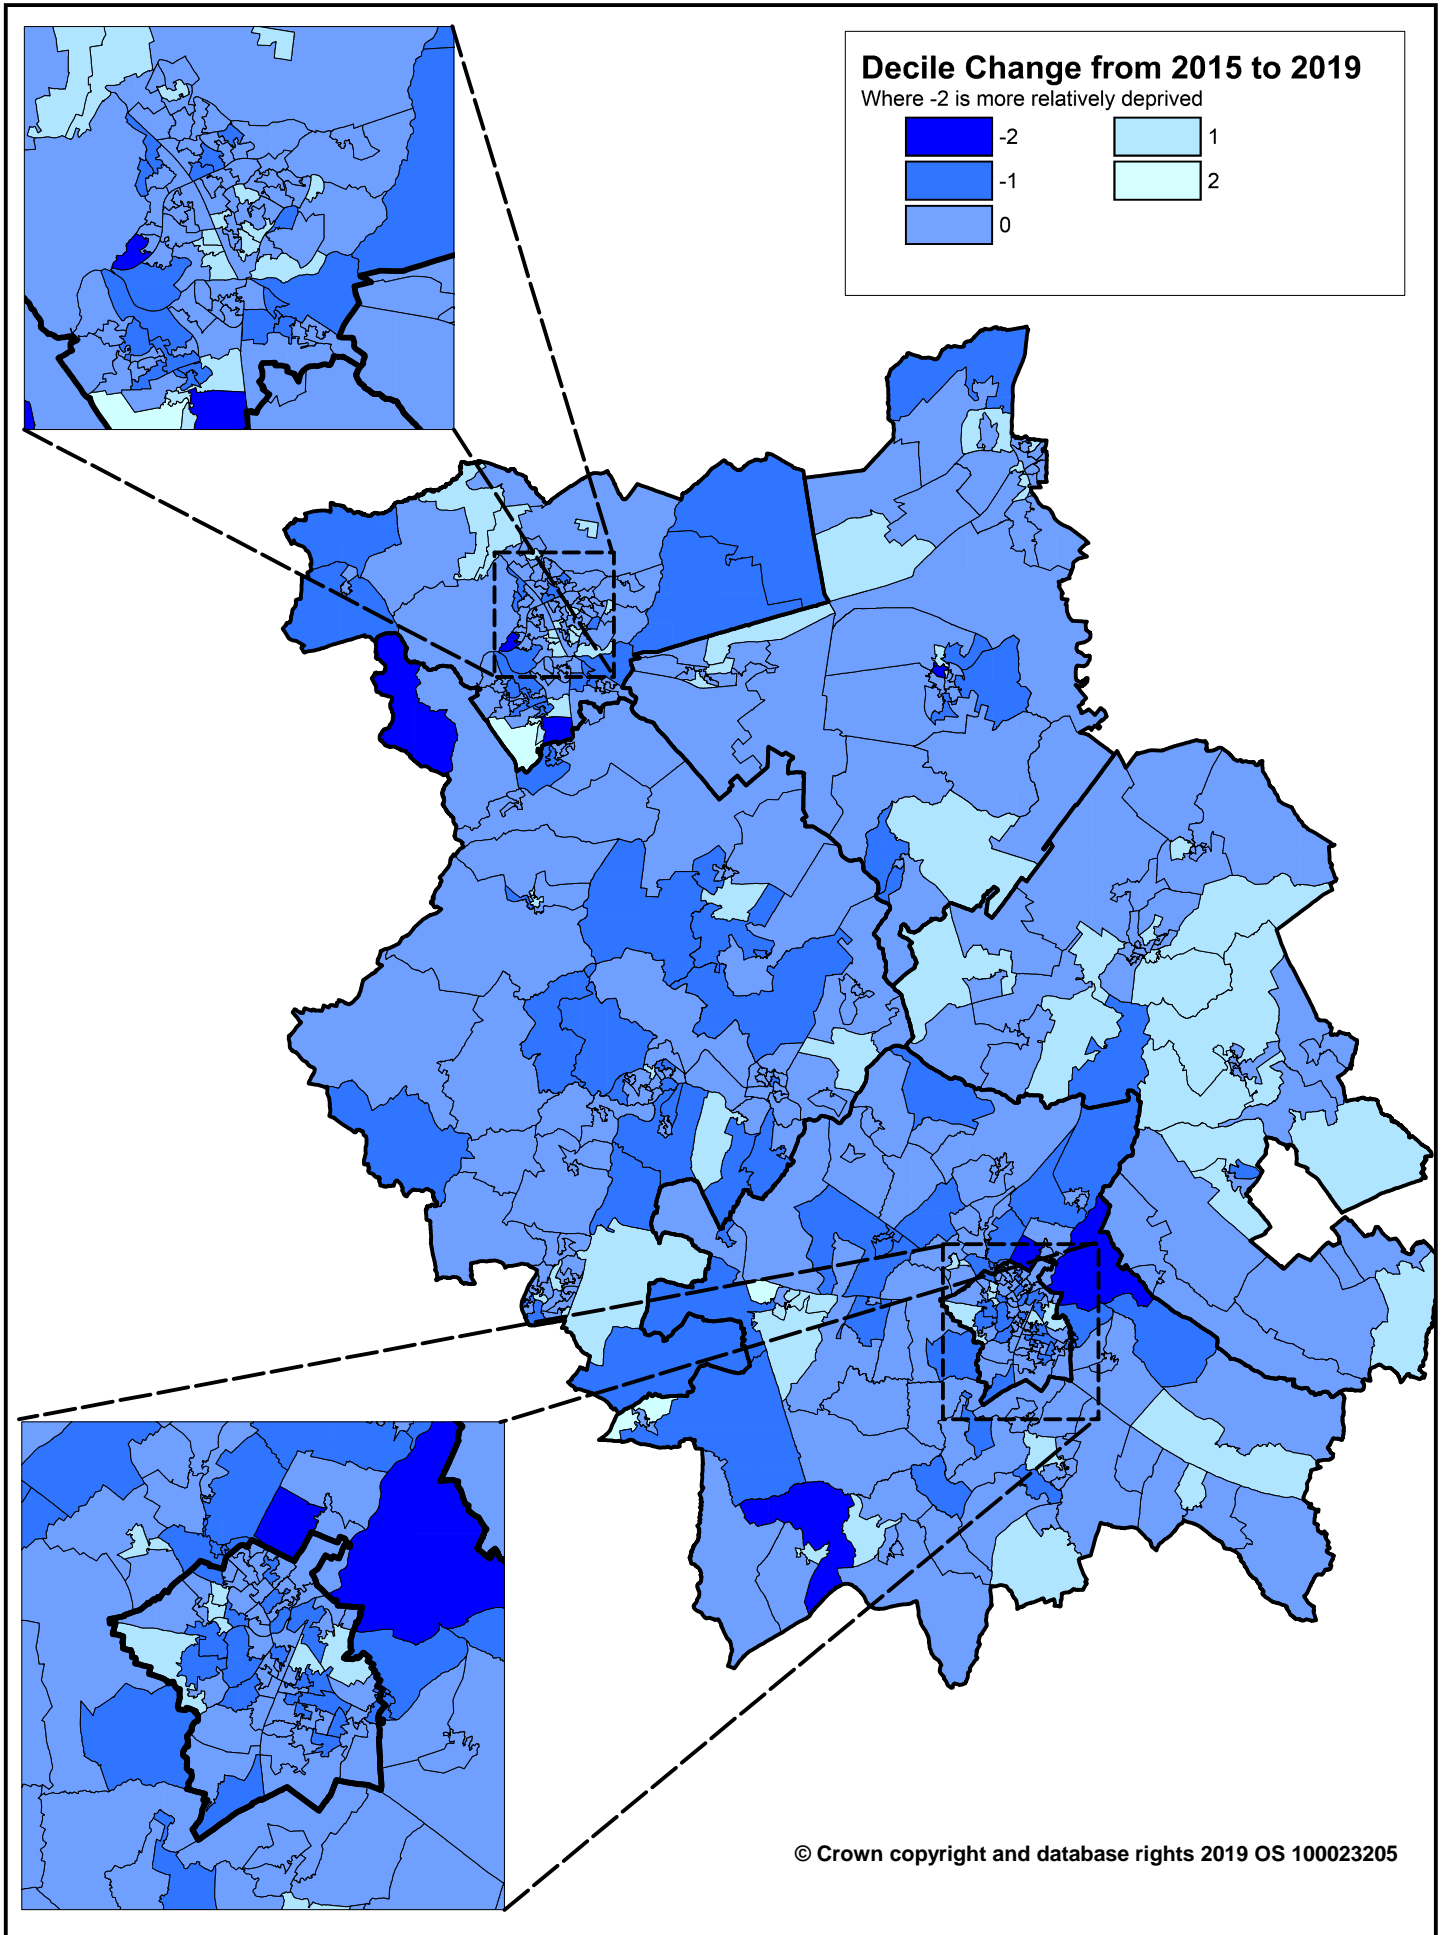 Decile Change from 2015 to 2019
Where -2 is more relatively deprived
-2
1
-1
2
0
© Crown copyright and database rights 2019 OS 100023205